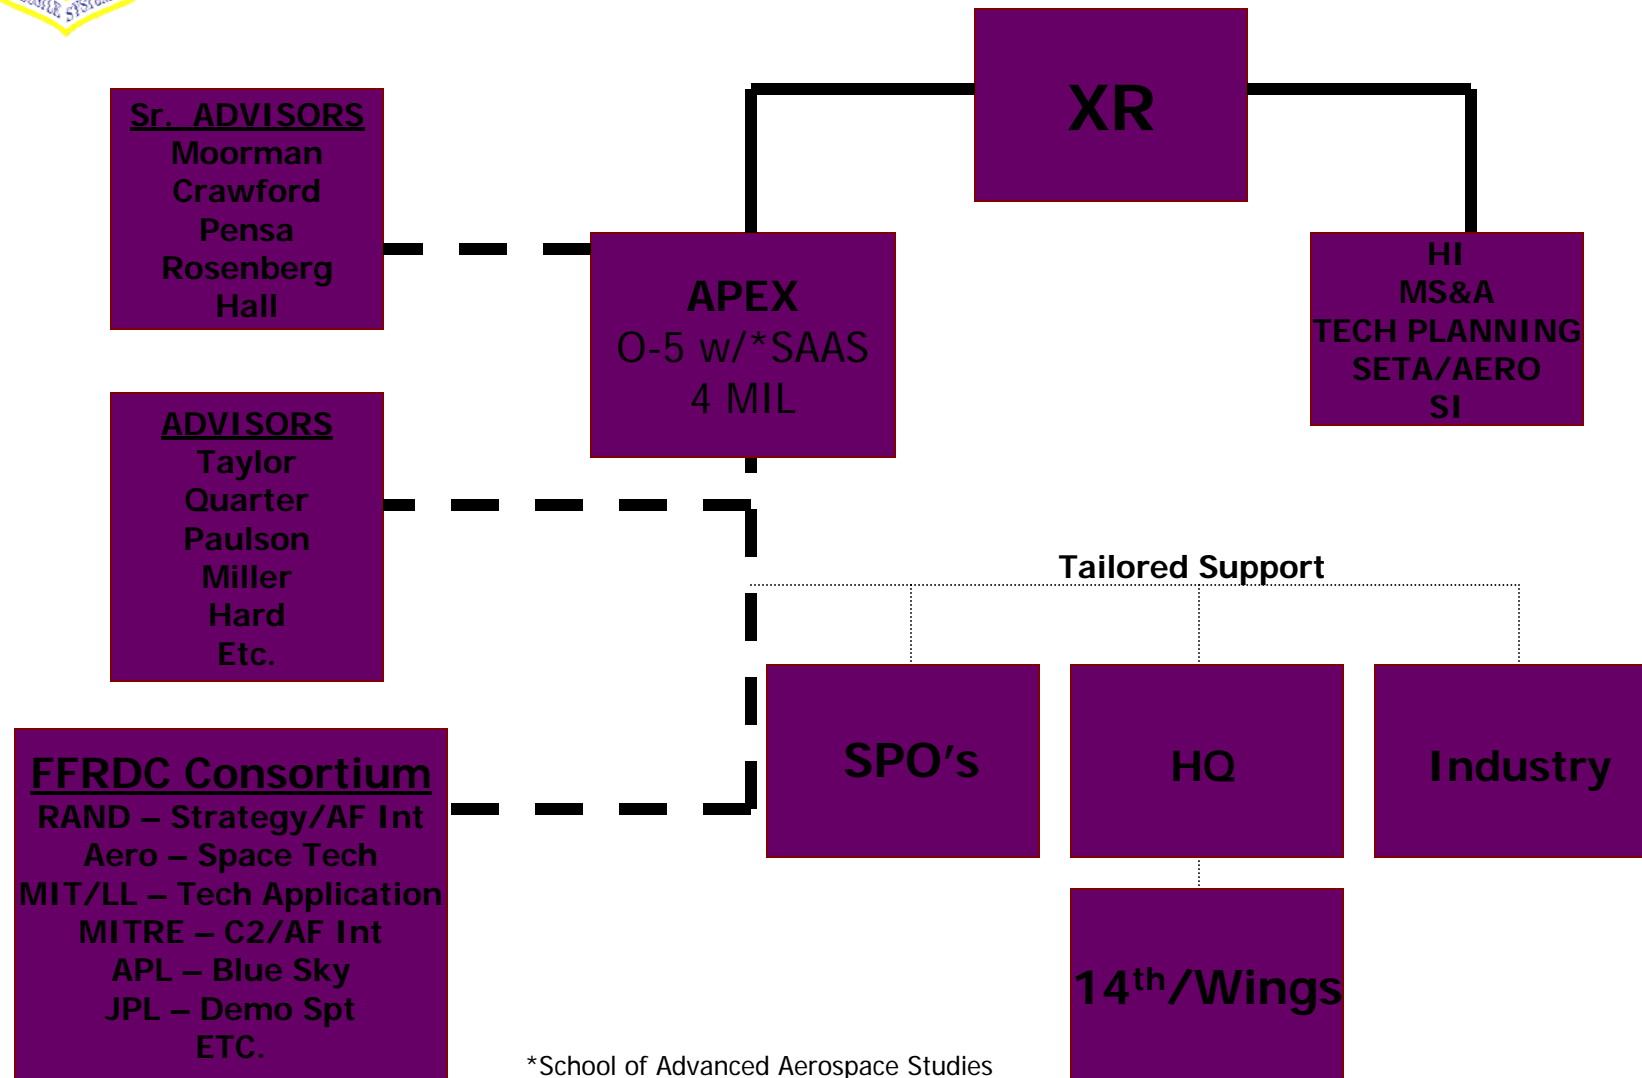 XR
Sr. ADVISORS
Moorman
Crawford
Pensa
Rosenberg
Hall
APEX
O-5 w/*SAAS
4 MIL
HI
MS&A
TECH PLANNING
SETA/AERO
SI
ADVISORS
Taylor
Quarter
Paulson
Miller
Hard
Etc.
Tailored Support
SPO's
HQ
Industry
FFRDC Consortium
RAND – Strategy/AF Int
Aero – Space Tech
MIT/LL – Tech Application
MITRE – C2/AF Int
APL – Blue Sky
JPL – Demo Spt
ETC.
14th/Wings
*School of Advanced Aerospace Studies